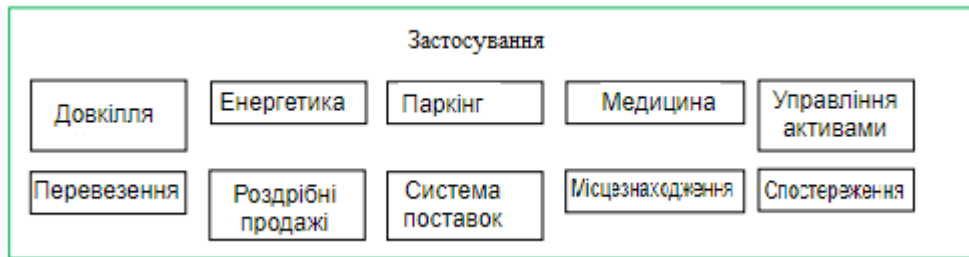 Застосування
Довкілля
Енергетика
Паркінг
Медицина
Управління
активами
Перевезення
Роздрібні
продажі
Система
поставок
Місцезнаходження
Спостереження